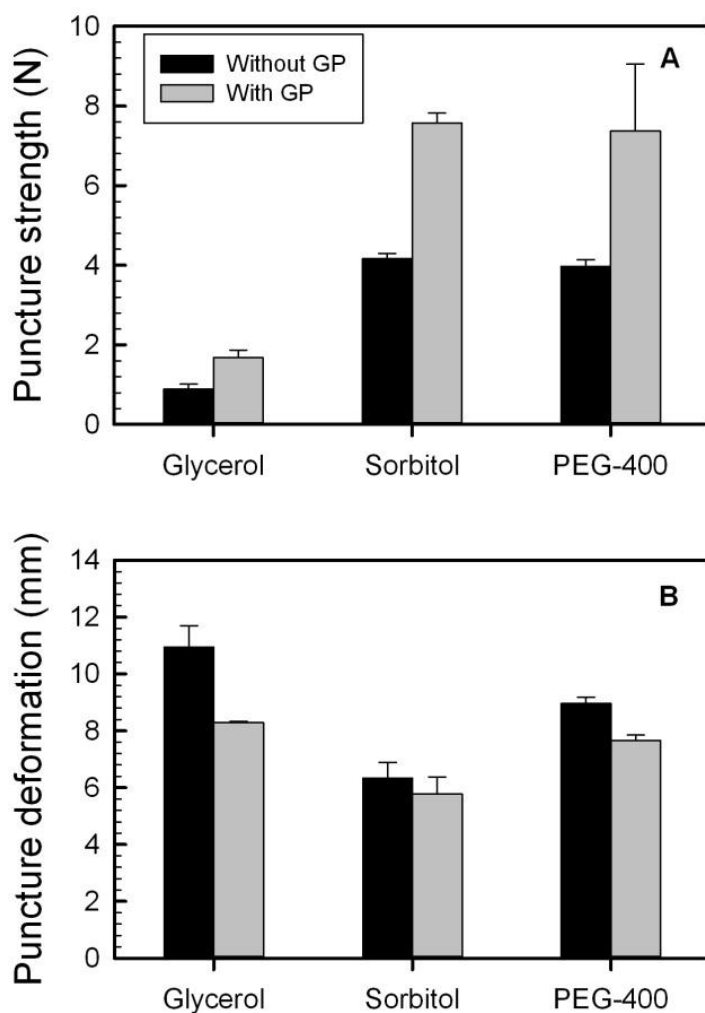 10
A
Without GP
With GP
8
6
4
2
0
Puncture strength (N)
Glycerol Sorbitol PEG-400
14
B
12
10
8
6
4
2
0
Puncture deformation (mm)
Glycerol Sorbitol PEG-400